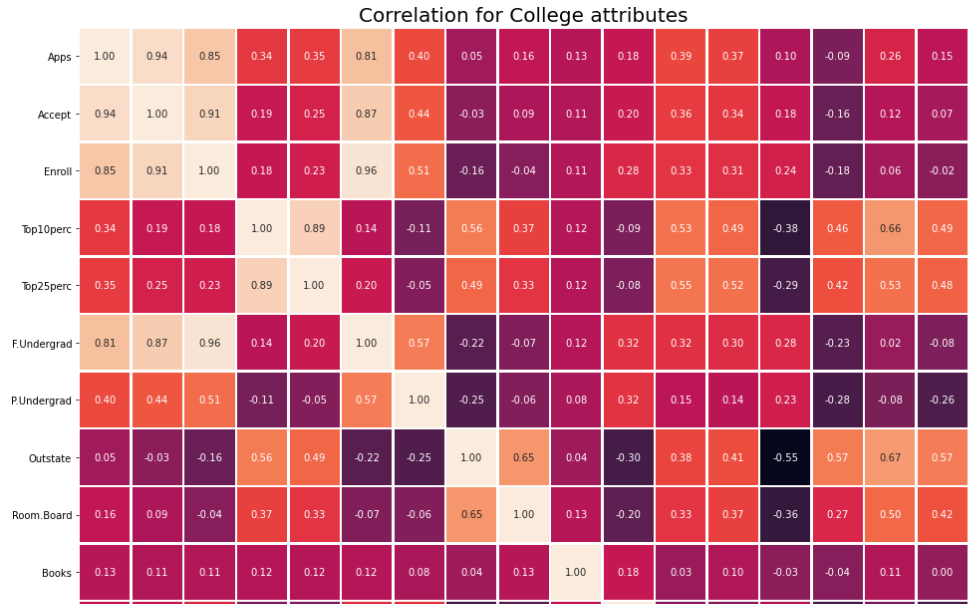 Correlation for College attributes
Apps 1.00 0.94 0.85 0.34 0.35 0.81 0.40 0.05 0.16 0.13 0.18 0.39 0.37 0.10 -0.09 0.26 0.15
Accept 0.94 1.00 0.91 0.19 0.25 0.87 0.44 -0.03 0.09 0.11 0.20 0.36 0.34 0.18 -0.16 0.12 0.07
Enroll 0.85 0.91 1.00 0.18 0.23 0.96 0.51 -0.16 -0.04 0.11 0.28 0.33 0.31 0.24 -0.18 0.06 -0.02
Top10perc 0.34 0.19 0.18 1.00 0.89 0.14 -0.11 0.56 0.37 0.12 -0.09 0.53 0.49 -0.38 0.46 0.66 0.49
Top25perc 0.35 0.25 0.23 0.89 1.00 0.20 -0.05 0.49 0.33 0.12 -0.08 0.55 0.52 -0.29 0.42 0.53 0.48
F.Undergrad 0.81 0.87 0.96 0.14 0.20 1.00 0.57 -0.22 -0.07 0.12 0.32 0.32 0.30 0.28 -0.23 0.02 -0.08
P.Undergrad 0.40 0.44 0.51 -0.11 -0.05 0.57 1.00 -0.25 -0.06 0.08 0.32 0.15 0.14 0.23 -0.28 -0.08 -0.26
Outstate 0.05 -0.03 -0.16 0.56 0.49 -0.22 -0.25 1.00 0.65 0.04 -0.30 0.38 0.41 -0.55 0.57 0.67 0.57
Room.Board 0.16 0.09 -0.04 0.37 0.33 -0.07 -0.06 0.65 1.00 0.13 -0.20 0.33 0.37 -0.36 0.27 0.50 0.42
Books 0.13 0.11 0.11 0.12 0.12 0.12 0.08 0.04 0.13 1.00 0.18 0.03 0.10 -0.03 -0.04 0.11 0.00